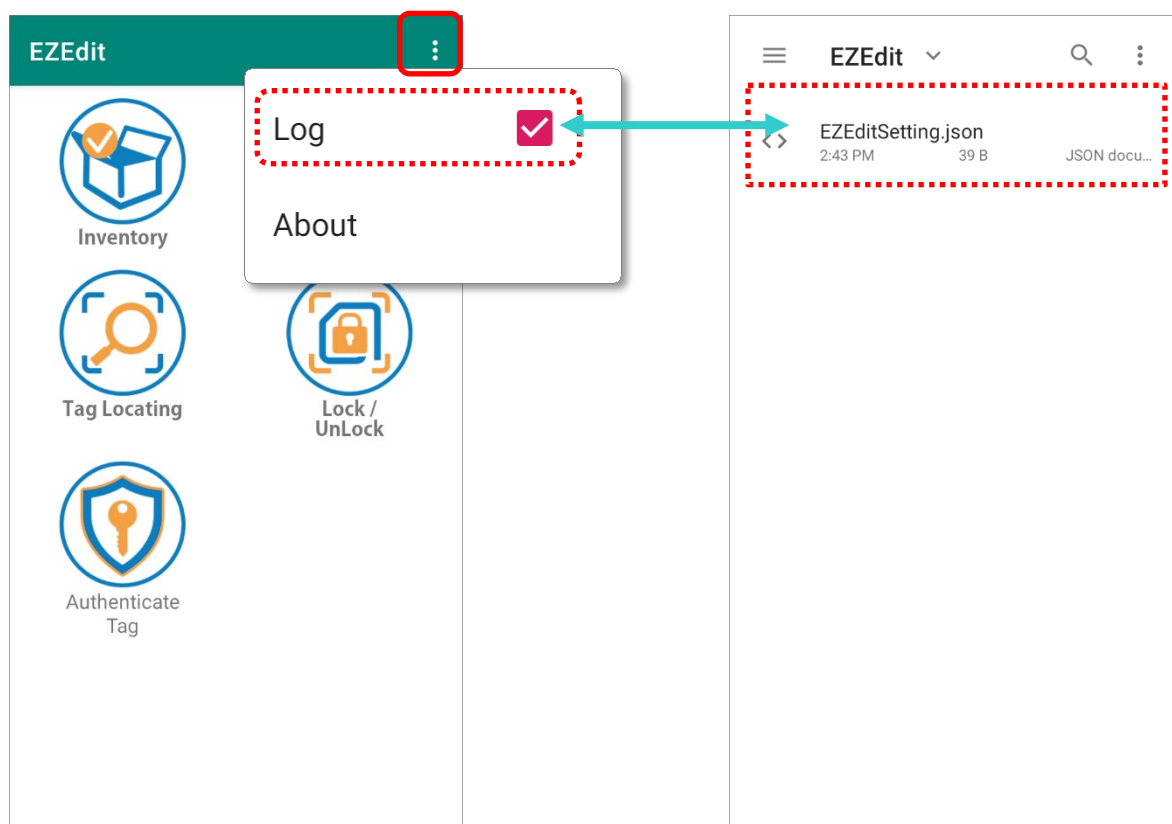 EZEdit
Log
About
Inventory
Tag Locating
Lock /
UnLock
Authenticate
Tag
EZEdit
EZEditSetting.json
2:43 PM 39 B JSON docu...